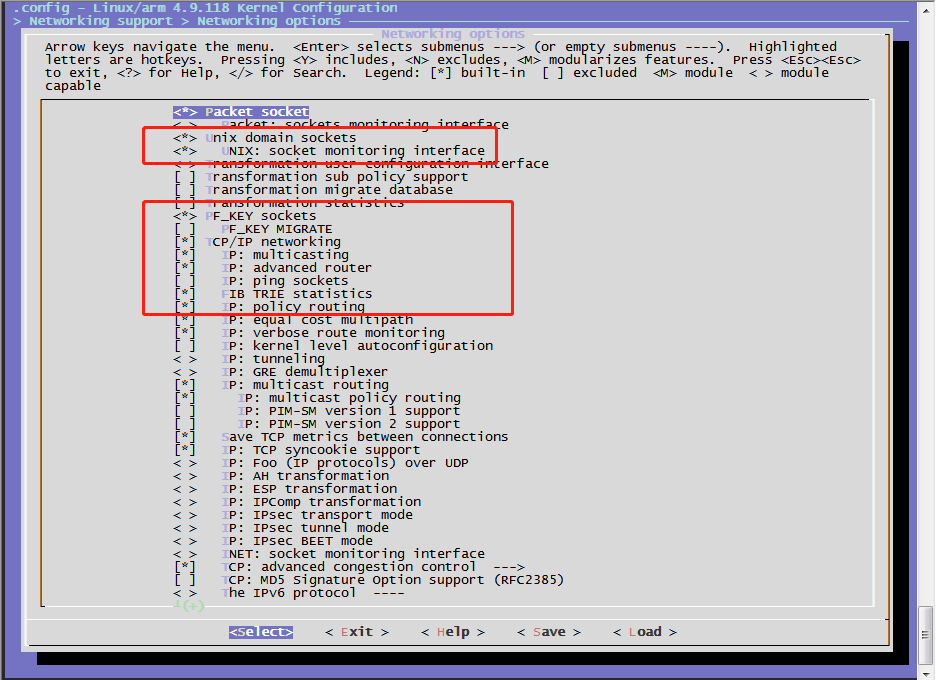 .config - Linux/arm 4.9.118 Kernel Configuration
> Networking support > Networking options
Networking options
Arrow keys navigate the menu.  <Enter> selects submenus ---> (or empty submenus ----).  Highlighted
letters are hotkeys.  Pressing <Y> includes, <N> excludes, <M> modularizes features.  Press <Esc><Esc>
to exit, <?> for Help, </> for Search.  Legend: [*] built-in  [ ] excluded  <M> module  < > module
capable
<*> Packet socket
< >   Packet: sockets monitoring interface
<*> Unix domain sockets
<*>   UNIX: socket monitoring interface
< > Transformation user configuration interface
[ ] Transformation sub policy support
[ ] Transformation migrate database
[ ] Transformation statistics
<*> PF_KEY sockets
[ ]   PF_KEY MIGRATE
[*] TCP/IP networking
[*]   IP: multicasting
[*]   IP: advanced router
[ ]   IP: ping sockets
[*]   FIB TRIE statistics
[*]   IP: policy routing
[*]   IP: equal cost multipath
[*]   IP: verbose route monitoring
[ ]   IP: kernel level autoconfiguration
< >   IP: tunneling
< >   IP: GRE demultiplexer
[*]   IP: multicast routing
[*]     IP: multicast policy routing
[ ]     IP: PIM-SM version 1 support
[ ]     IP: PIM-SM version 2 support
[*]   Save TCP metrics between connections
[*]   IP: TCP syncookie support
< >   IP: Foo (IP protocols) over UDP
< >   IP: AH transformation
< >   IP: ESP transformation
< >   IP: IPComp transformation
< >   IP: IPsec transport mode
< >   IP: IPsec tunnel mode
< >   IP: IPsec BEET mode
< >   INET: socket monitoring interface
[*]   TCP: advanced congestion control  --->
[ ]   TCP: MD5 Signature Option support (RFC2385)
< >   The IPv6 protocol  ----
┴(+)
<Select>    < Exit >    < Help >    < Save >    < Load >